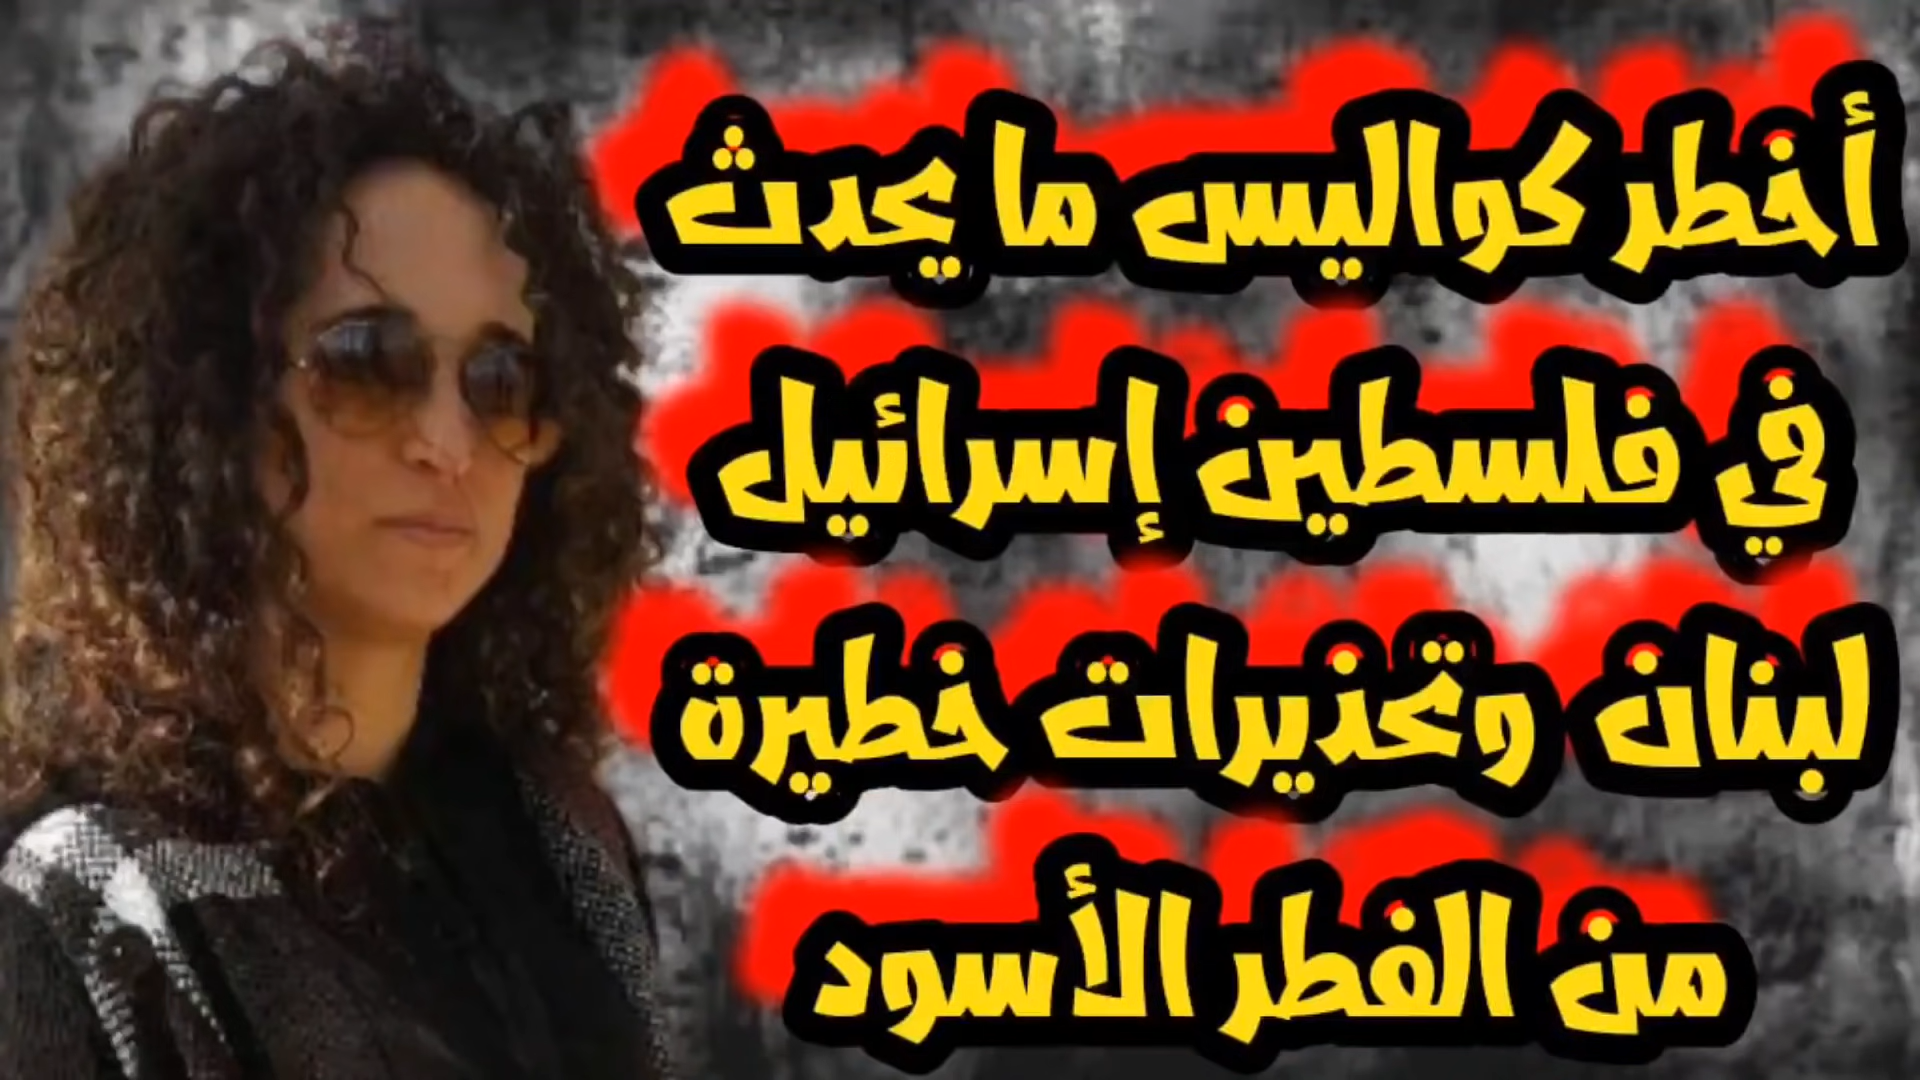 أخطر كواليس ما يحدث
في فلسطين إسرائيل
لبنان وتحذيرات خطيرة
من الفطر الأسود